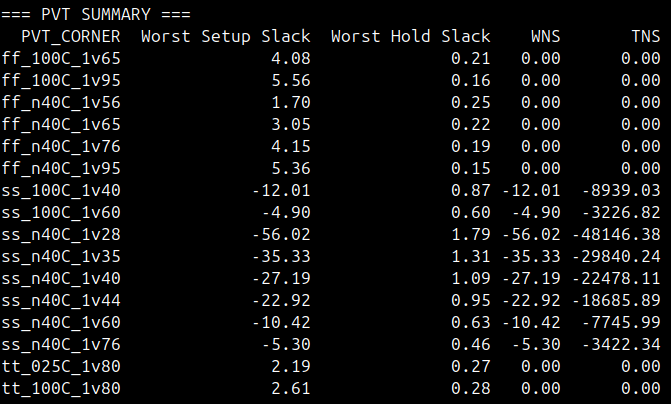 === PVT SUMMARY ===
PVT_CORNER Worst Setup Slack Worst Hold Slack WNS TNS
ff_100C_1v65 4.08 0.21 0.00 0.00
ff_100C_1v95 5.56 0.16 0.00 0.00
ff_n40C_1v56 1.70 0.25 0.00 0.00
ff_n40C_1v65 3.05 0.22 0.00 0.00
ff_n40C_1v76 4.15 0.19 0.00 0.00
ff_n40C_1v95 5.36 0.15 0.00 0.00
ss_100C_1v40 -12.01 0.87 -12.01 -8939.03
ss_100C_1v60 -4.90 0.60 -4.90 -3226.82
ss_n40C_1v28 -56.02 1.79 -56.02 -48146.38
ss_n40C_1v35 -35.33 1.31 -35.33 -29840.24
ss_n40C_1v40 -27.19 1.09 -27.19 -22478.11
ss_n40C_1v44 -22.92 0.95 -22.92 -18685.89
ss_n40C_1v60 -10.42 0.63 -10.42 -7745.99
ss_n40C_1v76 -5.30 0.46 -5.30 -3422.34
tt_025C_1v80 2.19 0.27 0.00 0.00
tt_100C_1v80 2.61 0.28 0.00 0.00